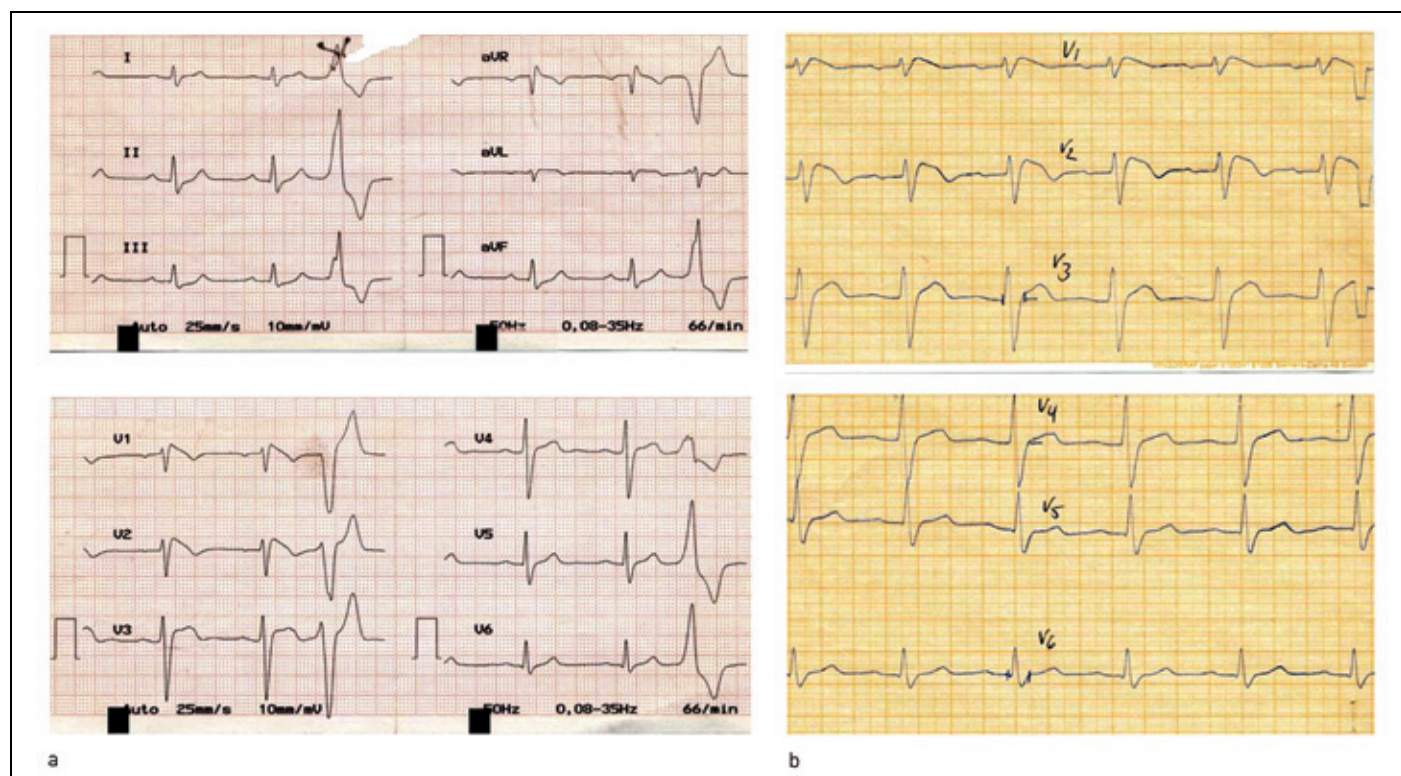 I
aVR
II
aVL
III
aVF
Auto 25mm/s 10mm/mV
50Hz 0,08-35Hz 66/min
V1
V4
V2
V5
V3
V6
Auto 25mm/s 10mm/mV
50Hz 0,08-35Hz 66/min
a
V1
V2
V3
V4
V5
V6
b